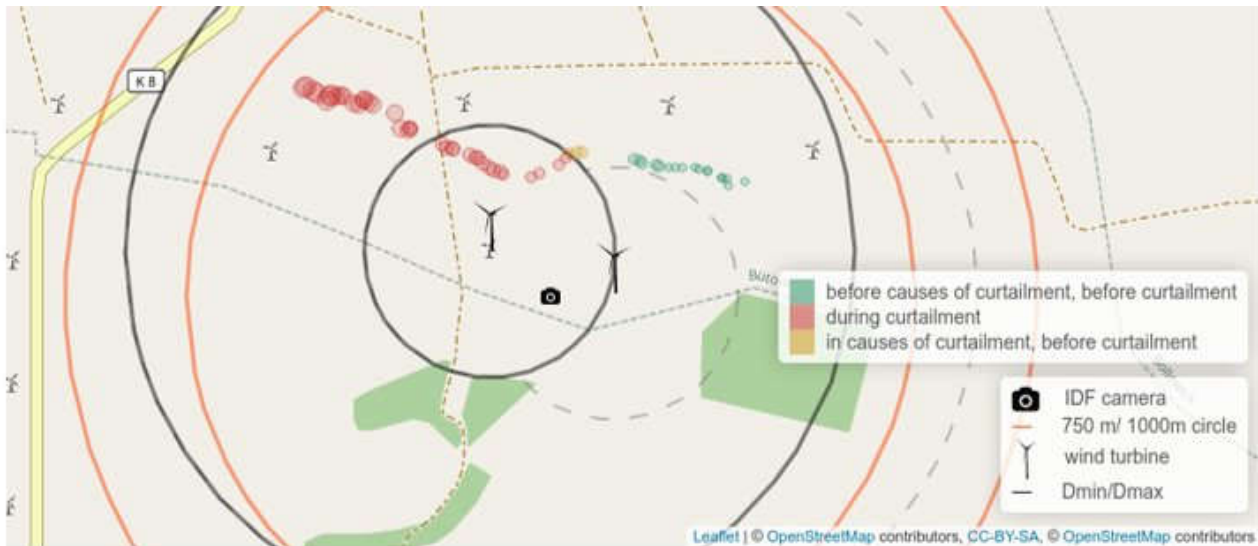 K 8
Büto
before causes of curtailment, before curtailment
during curtailment
in causes of curtailment, before curtailment
IDF camera
750 m/ 1000m circle
wind turbine
Dmin/Dmax
Leaflet | © OpenStreetMap contributors, CC-BY-SA, © OpenStreetMap contributors